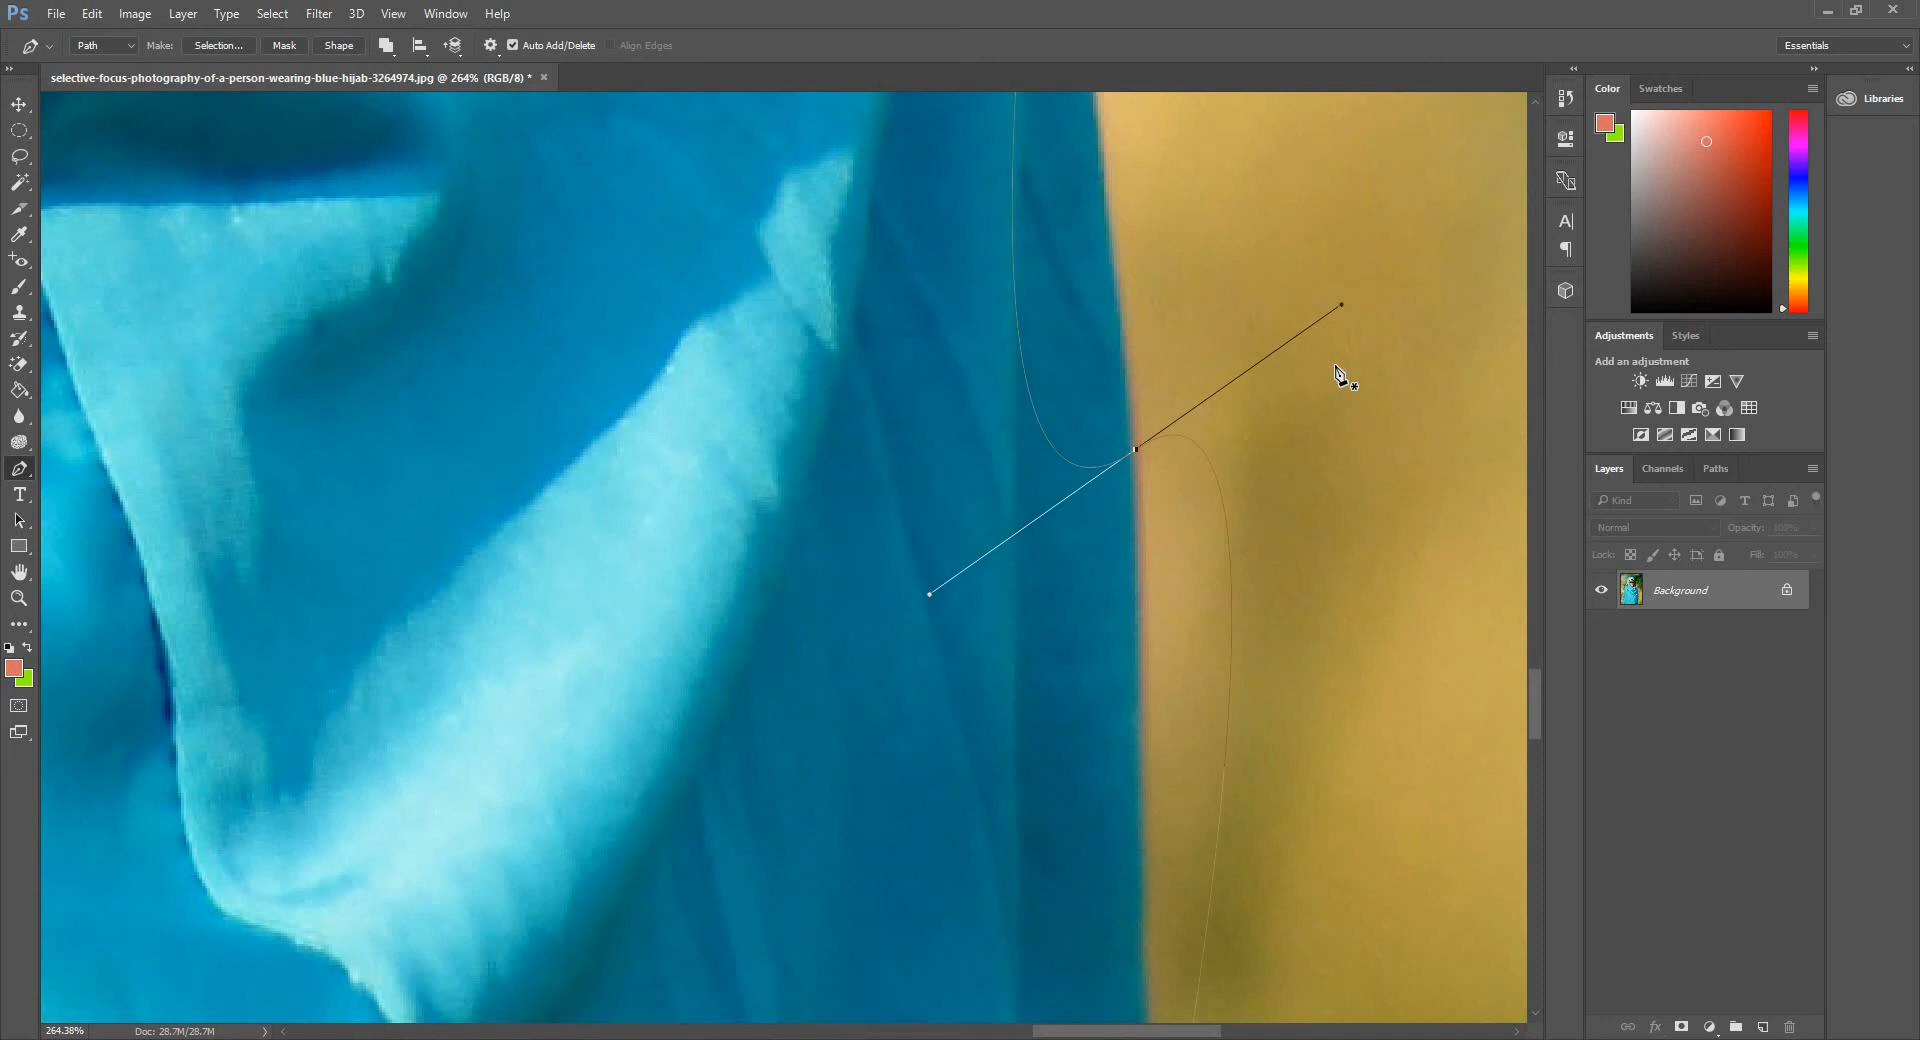 Ps File Edit Image Layer Type Select Filter 3D View Window Help
Path Make: Selection... Mask Shape Auto Add/Delete Align Edges Essentials
selective-focus-photography-of-a-person-wearing-blue-hijab-3264974.jpg @ 264% (RGB/8) *
Color Swatches
Libraries
Adjustments Styles
Add an adjustment
Layers Channels Paths
Kind
Normal Opacity: 100%
Lock: Fill: 100%
Background
264.38% Doc: 28.7M/28.7M